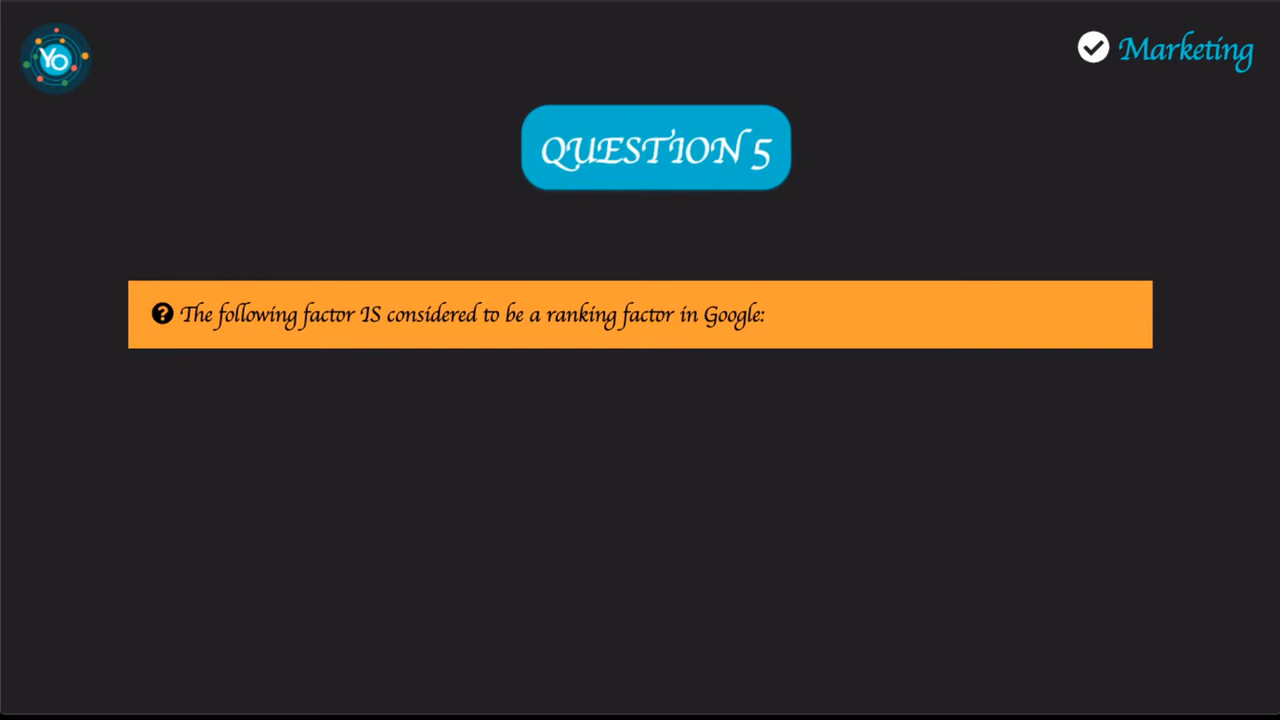 Yo
Marketing
QUESTION 5
The following factor IS considered to be a ranking factor in Google: